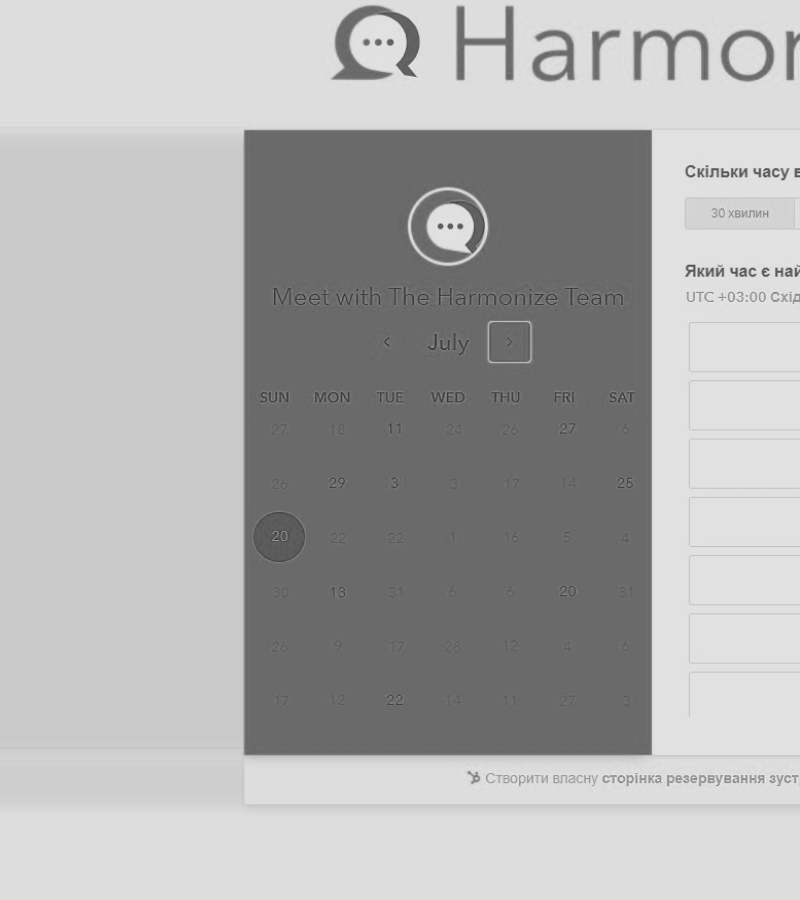 Harmon
Meet with The Harmonize Team
July
SUN MON TUE WED THU FRI SAT
27 18 11 24 26 27 6
26 29 3 3 17 14 25
20 22 22 1 16 5 4
30 13 31 6 6 20 31
26 9 17 28 12 4 6
17 12 22 14 11 27 3
Скільки часу в
30 хвилин
Який час є най
UTC +03:00 Схід
Створити власну сторінка резервування зуст